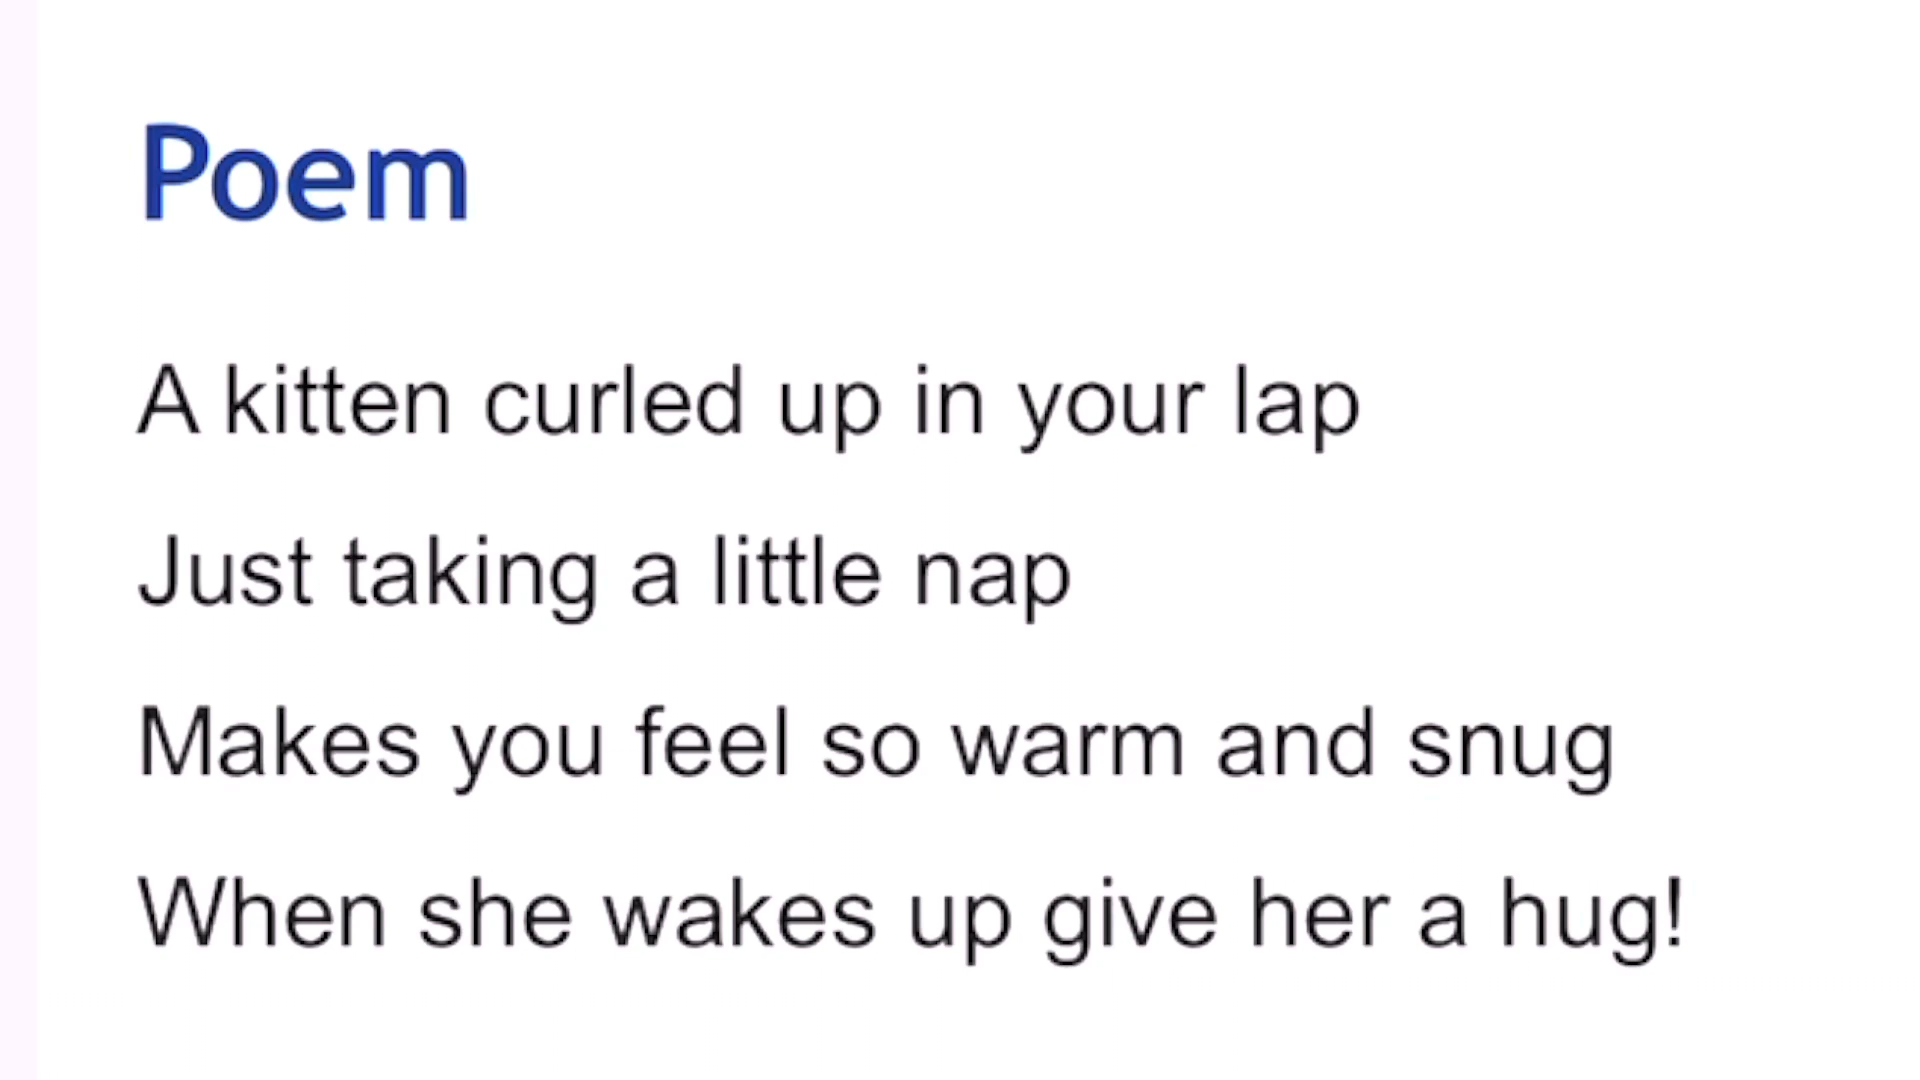 Poem
A kitten curled up in your lap
Just taking a little nap
Makes you feel so warm and snug
When she wakes up give her a hug!